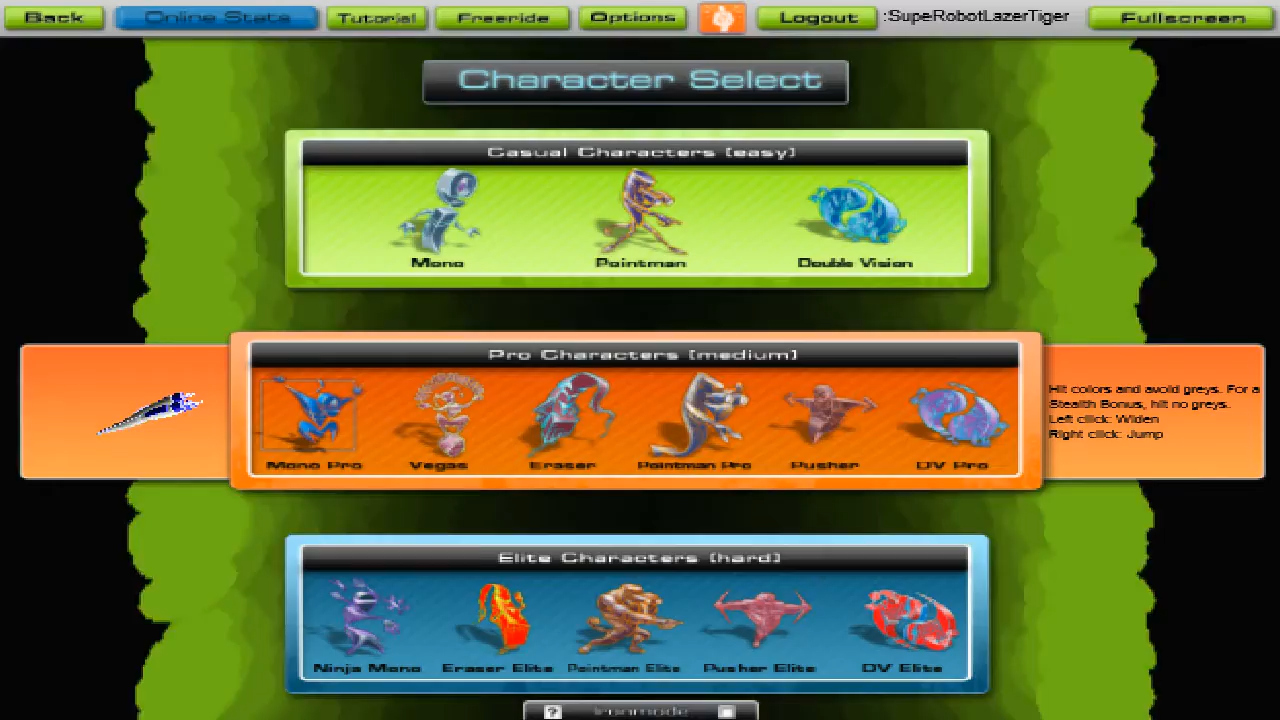 Back
Online Stats
Tutorial
Freeride
Options
Logout
:SupeRobotLazerTiger
Fullscreen
Character Select
Casual Characters (easy)
Mono
Pointman
Double Vision
Pro Characters (medium)
Mono Pro
Vegas
Eraser
Pointman Pro
Pusher
DV Pro
Hit colors and avoid greys. For a
Stealth Bonus, hit no greys.
Left click: Widen
Right click: Jump
Elite Characters (hard)
Ninja Mono
Eraser Elite
Pointman Elite
Pusher Elite
DV Elite
?
Ironmode